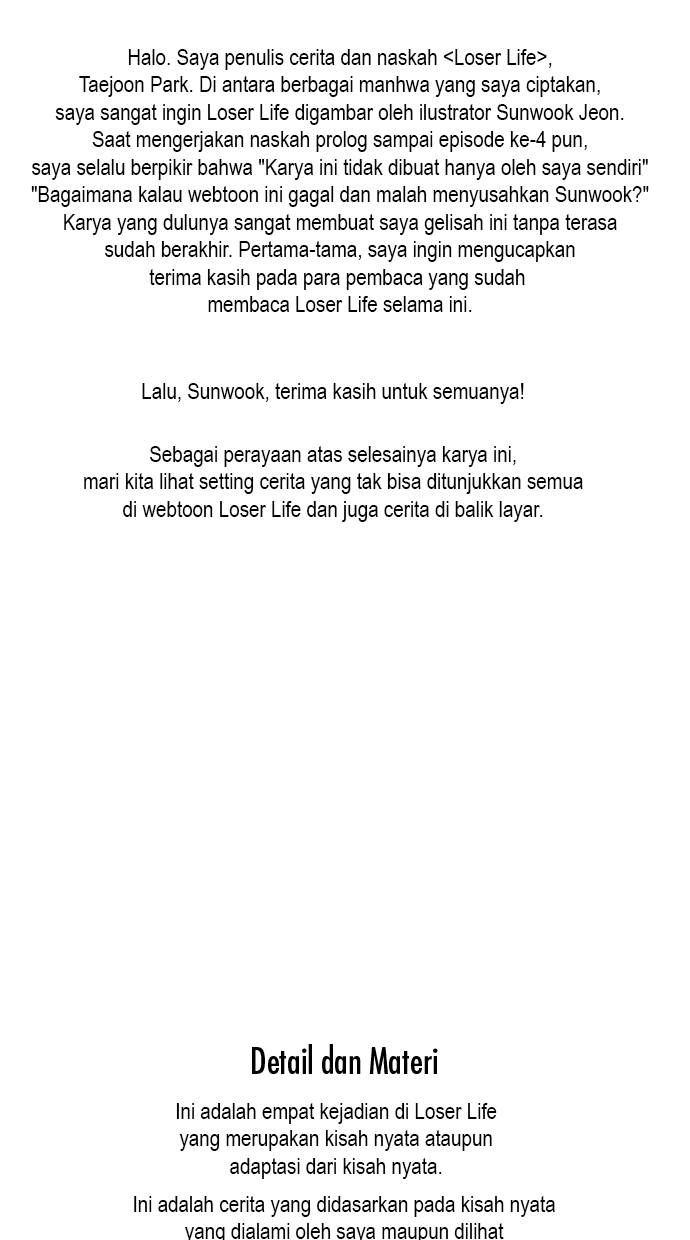 Halo. Saya penulis cerita dan naskah <Loser Life>,
Taejoon Park. Di antara berbagai manhwa yang saya ciptakan,
saya sangat ingin Loser Life digambar oleh ilustrator Sunwook Jeon.
Saat mengerjakan naskah prolog sampai episode ke-4 pun,
saya selalu berpikir bahwa "Karya ini tidak dibuat hanya oleh saya sendiri"
"Bagaimana kalau webtoon ini gagal dan malah menyusahkan Sunwook?"
Karya yang dulunya sangat membuat saya gelisah ini tanpa terasa
sudah berakhir. Pertama-tama, saya ingin mengucapkan
terima kasih pada para pembaca yang sudah
membaca Loser Life selama ini.
Lalu, Sunwook, terima kasih untuk semuanya!
Sebagai perayaan atas selesainya karya ini,
mari kita lihat setting cerita yang tak bisa ditunjukkan semua
di webtoon Loser Life dan juga cerita di balik layar.
Detail dan Materi
Ini adalah empat kejadian di Loser Life
yang merupakan kisah nyata ataupun
adaptasi dari kisah nyata.
Ini adalah cerita yang didasarkan pada kisah nyata
yang dialami oleh saya maupun dilihat